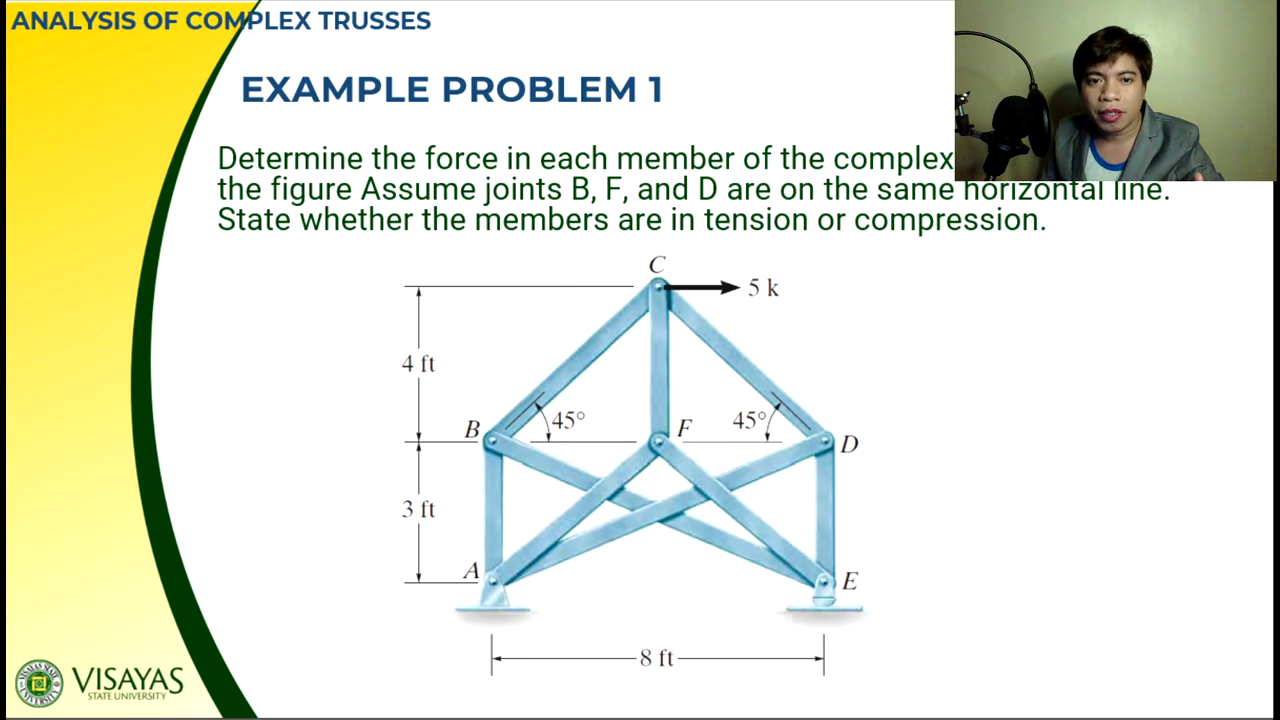 ANALYSIS OF COMPLEX TRUSSES
EXAMPLE PROBLEM 1
Determine the force in each member of the complex
the figure Assume joints B, F, and D are on the same horizontal line.
State whether the members are in tension or compression.
C
5 k
4 ft
B
45°
F
45°
D
3 ft
A
E
8 ft
VISAYAS
STATE UNIVERSITY